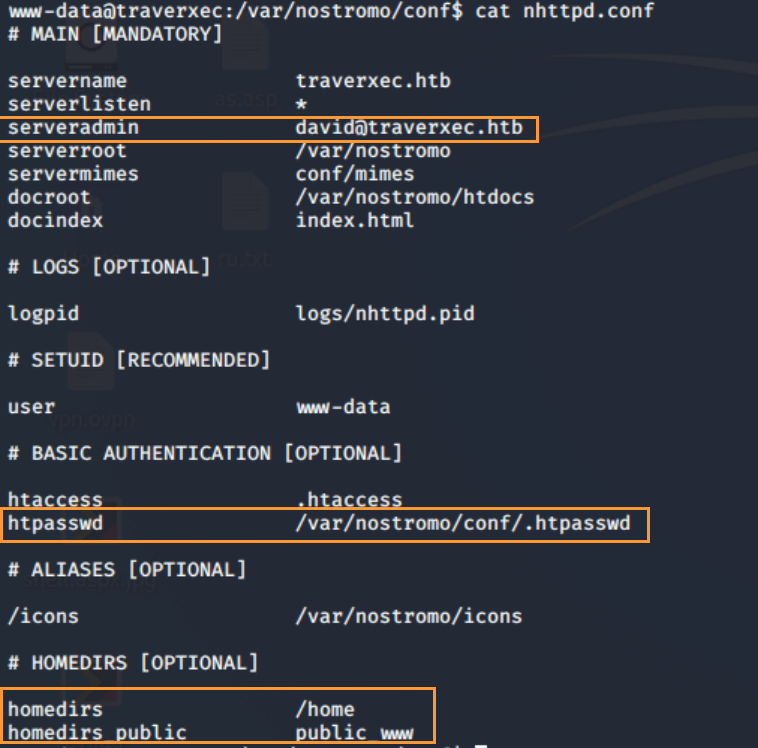 www-data@traverxec:/var/nostromo/conf$ cat nhttpd.conf
# MAIN [MANDATORY]
servername traverxec.htb
serverlisten *
serveradmin david@traverxec.htb
serverroot /var/nostromo
servermimes conf/mimes
docroot /var/nostromo/htdocs
docindex index.html
# LOGS [OPTIONAL]
logpid logs/nhttpd.pid
# SETUID [RECOMMENDED]
user www-data
# BASIC AUTHENTICATION [OPTIONAL]
htaccess .htaccess
htpasswd /var/nostromo/conf/.htpasswd
# ALIASES [OPTIONAL]
/icons /var/nostromo/icons
# HOMEDIRS [OPTIONAL]
homedirs /home
homedirs_public public_www